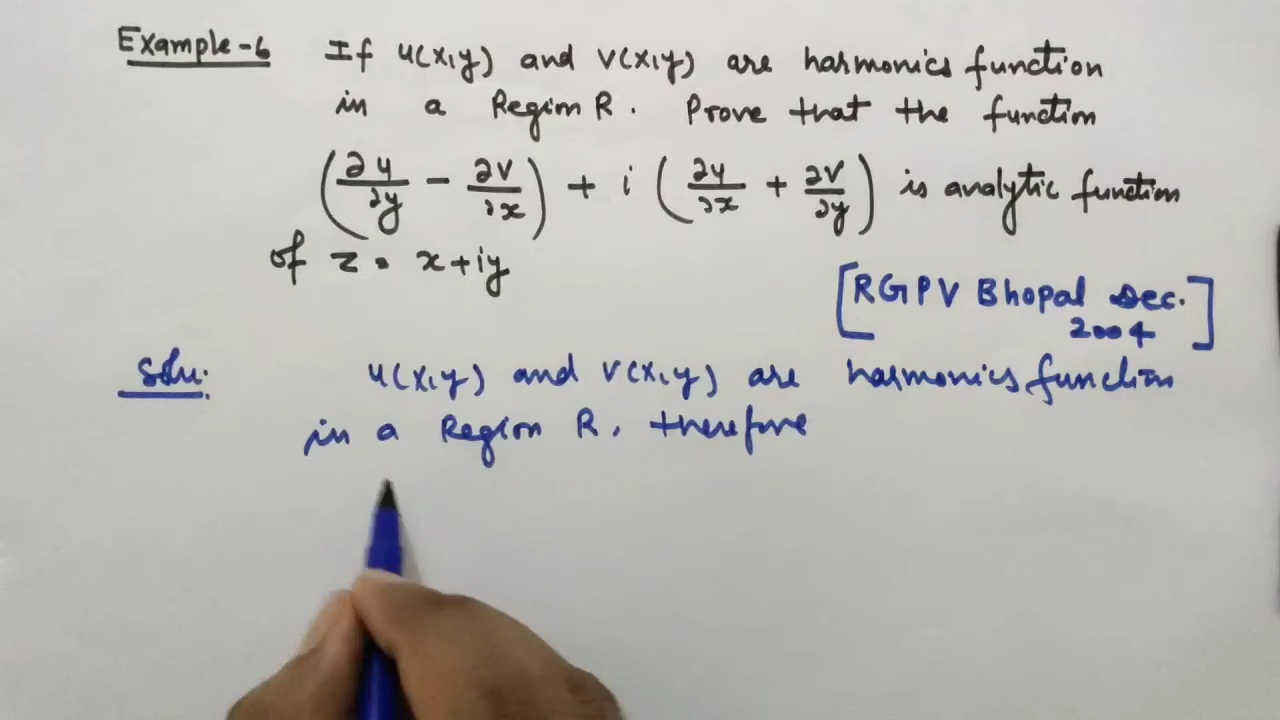 Example-6 If u(x,y) and v(x,y) are harmonics function
in a Region R. Prove that the function
(∂u/∂y - ∂v/∂x) + i (∂u/∂x + ∂v/∂y) is analytic function
of z = x+iy
[RGPV Bhopal Dec. 2004]
Solu. u(x,y) and v(x,y) are harmonics function
in a Region R, therefore